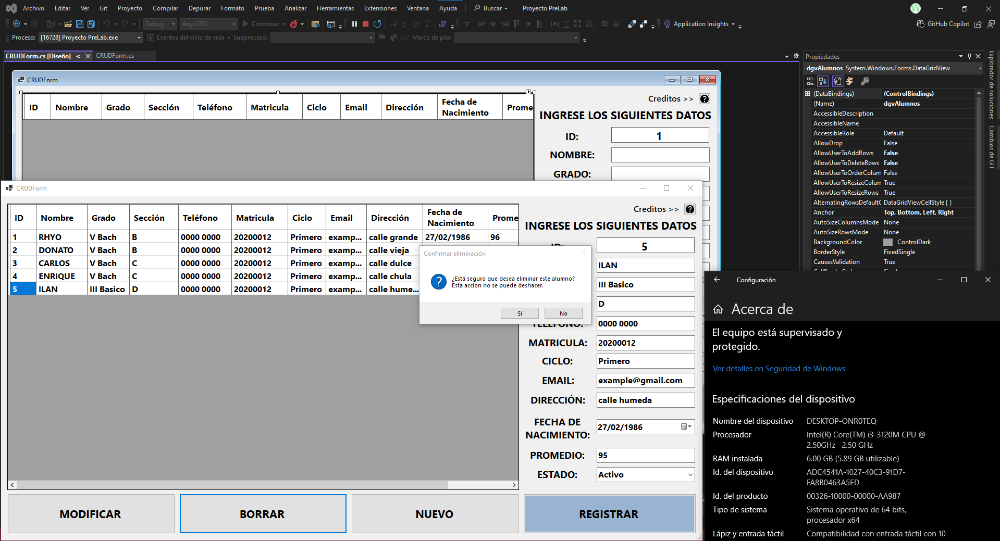 Archivo Editar Ver Git Proyecto Compilar Depurar Formato Prueba Analizar Herramientas Extensiones Ventana Ayuda Buscar Proyecto PreLab
Debug Any CPU Continuar Application Insights GitHub Copilot
Proceso: [16728] Proyecto PreLab.exe Eventos del ciclo de vida Subproceso: Marco de pila:
CRUDForm.cs [Diseño] CRUDForm.cs
CRUDForm
ID Nombre Grado Sección Teléfono Matricula Ciclo Email Dirección Fecha de Nacimiento Prome
Creditos >> ?
INGRESE LOS SIGUIENTES DATOS
ID: 1
NOMBRE:
GRADO:
Propiedades
dgvAlumnos System.Windows.Forms.DataGridView
(DataBindings) (ControlBindings)
(Name) dgvAlumnos
AccessibleDescription
AccessibleName
AccessibleRole Default
AllowDrop False
AllowUserToAddRows False
AllowUserToDeleteRows False
AllowUserToOrderColum False
AllowUserToResizeColum True
AllowUserToResizeRows True
AlternatingRowsDefaultC DataGridViewCellStyle { }
Anchor Top, Bottom, Left, Right
AutoSizeColumnsMode None
AutoSizeRowsMode None
BackgroundColor ControlDark
BorderStyle FixedSingle
CausesValidation True
Explorador de soluciones
Cambios de GIT
CRUDForm
ID Nombre Grado Sección Teléfono Matricula Ciclo Email Dirección Fecha de Nacimiento Prome
1 RHYO V Bach B 0000 0000 20200012 Primero examp... calle grande 27/02/1986 96
2 DONATO V Bach B 0000 0000 20200012 Primero examp... calle vieja
3 CARLOS V Bach C 0000 0000 20200012 Primero examp... calle dulce
4 ENRIQUE V Bach C 0000 0000 20200012 Primero examp... calle chula
5 ILAN III Basico D 0000 0000 20200012 Primero examp... calle hume...
Creditos >> ?
INGRESE LOS SIGUIENTES DATOS
5
ILAN
III Basico
D
TELEFONO: 0000 0000
MATRICULA: 20200012
CICLO: Primero
EMAIL: example@gmail.com
DIRECCIÓN: calle humeda
FECHA DE
NACIMIENTO: 27/02/1986
PROMEDIO: 95
ESTADO: Activo
Confirmar eliminación
?
¿Está seguro que desea eliminar este alumno?
Esta acción no se puede deshacer.
Sí No
MODIFICAR BORRAR NUEVO REGISTRAR
Configuración
Acerca de
El equipo está supervisado y
protegido.
Ver detalles en Seguridad de Windows
Especificaciones del dispositivo
Nombre del dispositivo DESKTOP-ONR0TEQ
Procesador Intel(R) Core(TM) i3-3120M CPU @
2.50GHz 2.50 GHz
RAM instalada 6.00 GB (5.89 GB utilizable)
Id. del dispositivo ADC4541A-1027-40C3-91D7-
FA8B0463A5ED
Id. del producto 00326-10000-00000-AA987
Tipo de sistema Sistema operativo de 64 bits,
procesador x64
Lápiz y entrada táctil Compatibilidad con entrada táctil con 10